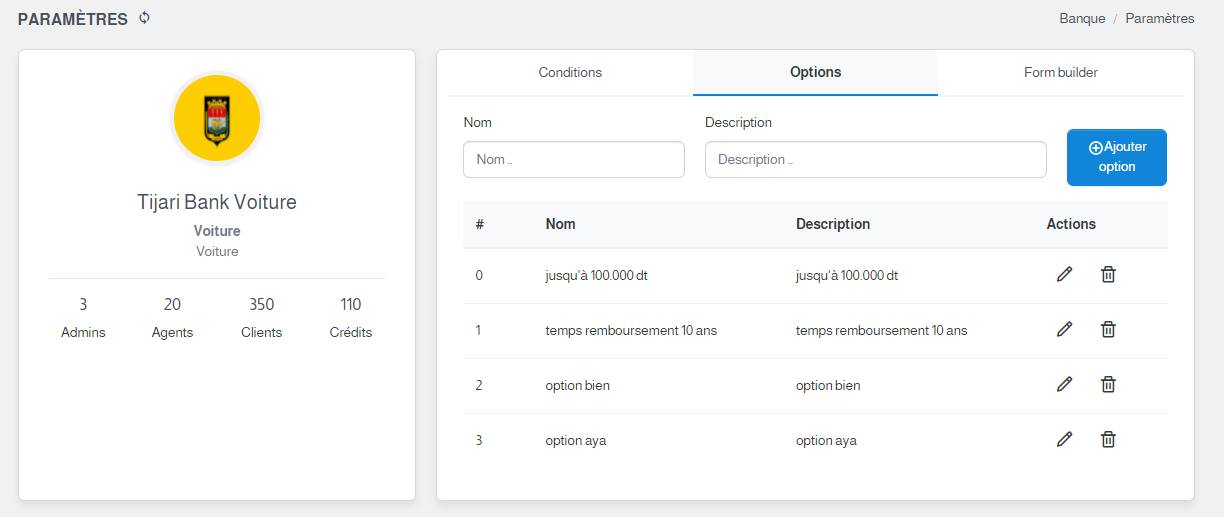 PARAMÈTRES
Banque / Paramètres
Tijari Bank Voiture
Voiture
Voiture
3 20 350 110
Admins Agents Clients Crédits
Conditions Options Form builder
Nom Description
Nom .. Description ..
Ajouter
option
# Nom Description Actions
0 jusqu'à 100.000 dt jusqu'à 100.000 dt
1 temps remboursement 10 ans temps remboursement 10 ans
2 option bien option bien
3 option aya option aya